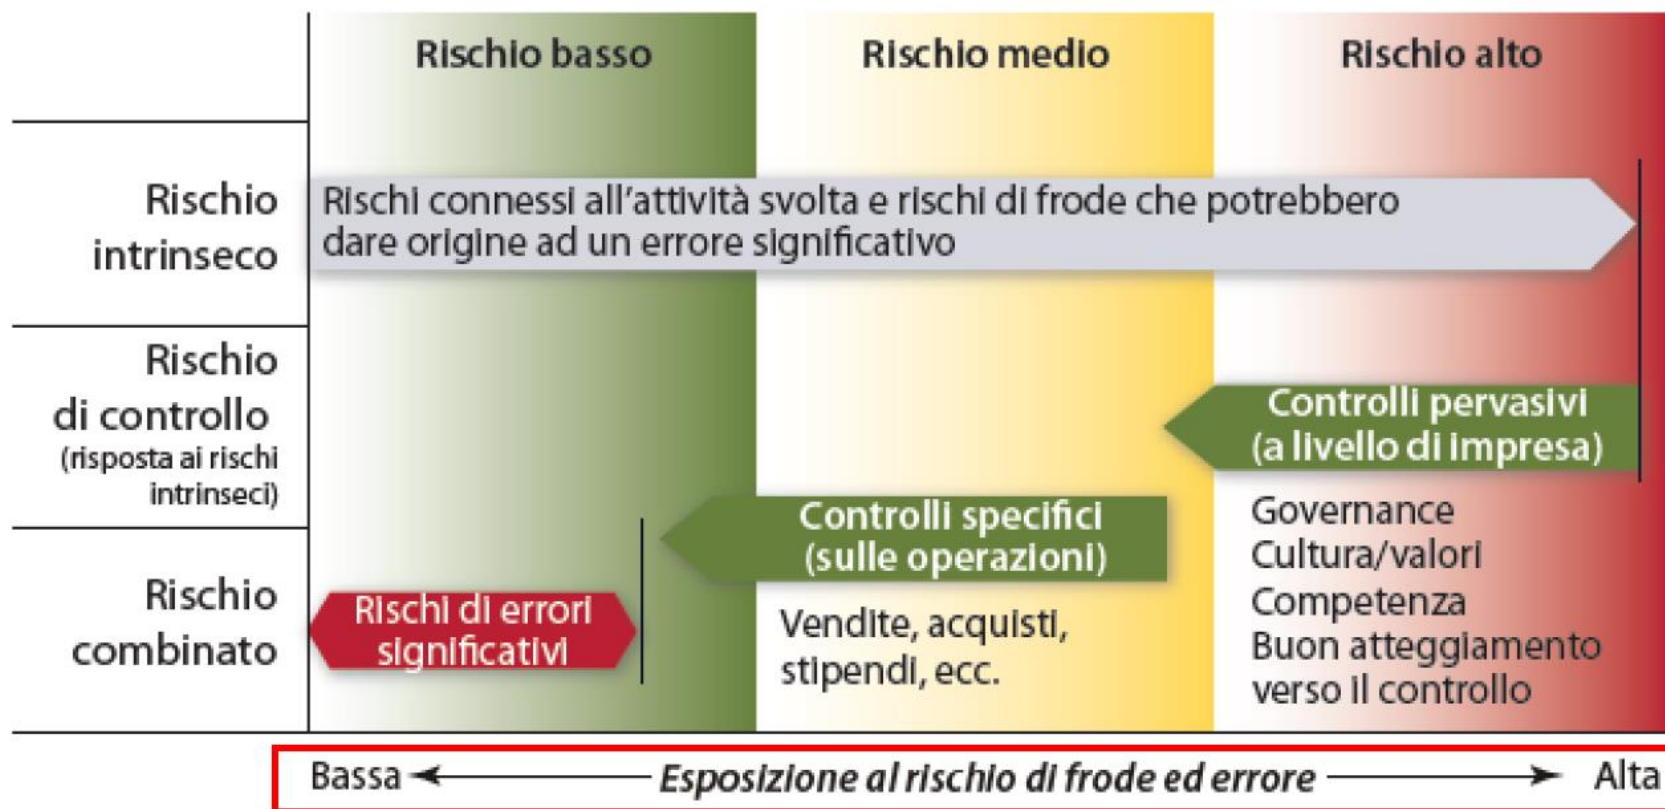 Rischio basso
Rischio medio
Rischio alto
Rischio
intrinseco
Rischi connessi all'attività svolta e rischi di frode che potrebbero
dare origine ad un errore significativo
Rischio
di controllo
(risposta ai rischi
intrinseci)
Controlli pervasivi
(a livello di impresa)
Governance
Cultura/valori
Competenza
Buon atteggiamento
verso il controllo
Controlli specifici
(sulle operazioni)
Vendite, acquisti,
stipendi, ecc.
Rischio
combinato
Rischi di errori
significativi
Bassa Esposizione al rischio di frode ed errore Alta